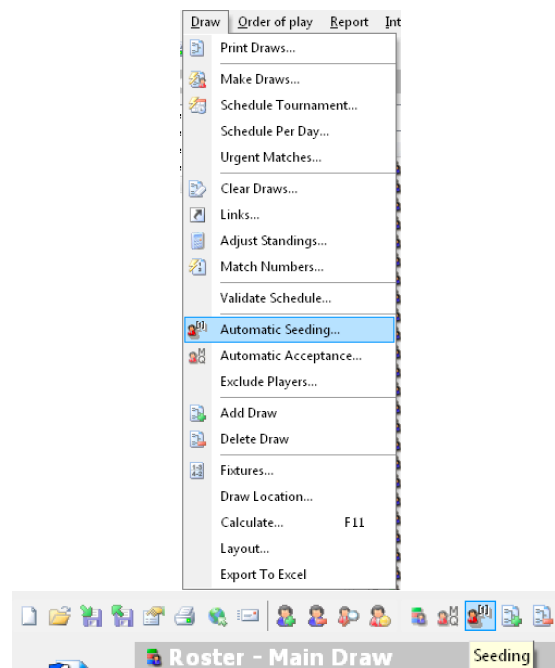 Draw Order of play Report Int
Print Draws...
Make Draws...
Schedule Tournament...
Schedule Per Day...
Urgent Matches...
Clear Draws...
Links...
Adjust Standings...
Match Numbers...
Validate Schedule...
Automatic Seeding...
Automatic Acceptance...
Exclude Players...
Add Draw
Delete Draw
Fixtures...
Draw Location...
Calculate... F11
Layout...
Export To Excel
Roster - Main Draw
Seeding